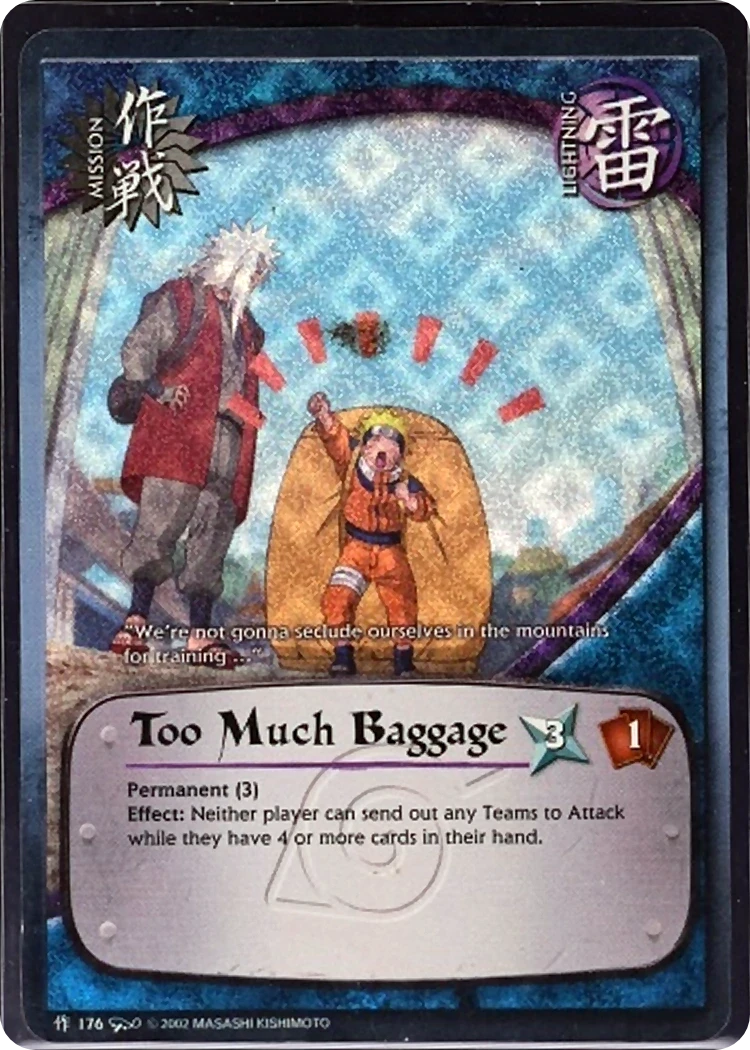 MISSION
作戦
LIGHTNING
雷
"We're not gonna seclude ourselves in the mountains
for training ..."
Too Much Baggage 3 1
Permanent (3)
Effect: Neither player can send out any Teams to Attack
while they have 4 or more cards in their hand.
作 176 © 2002 MASASHI KISHIMOTO